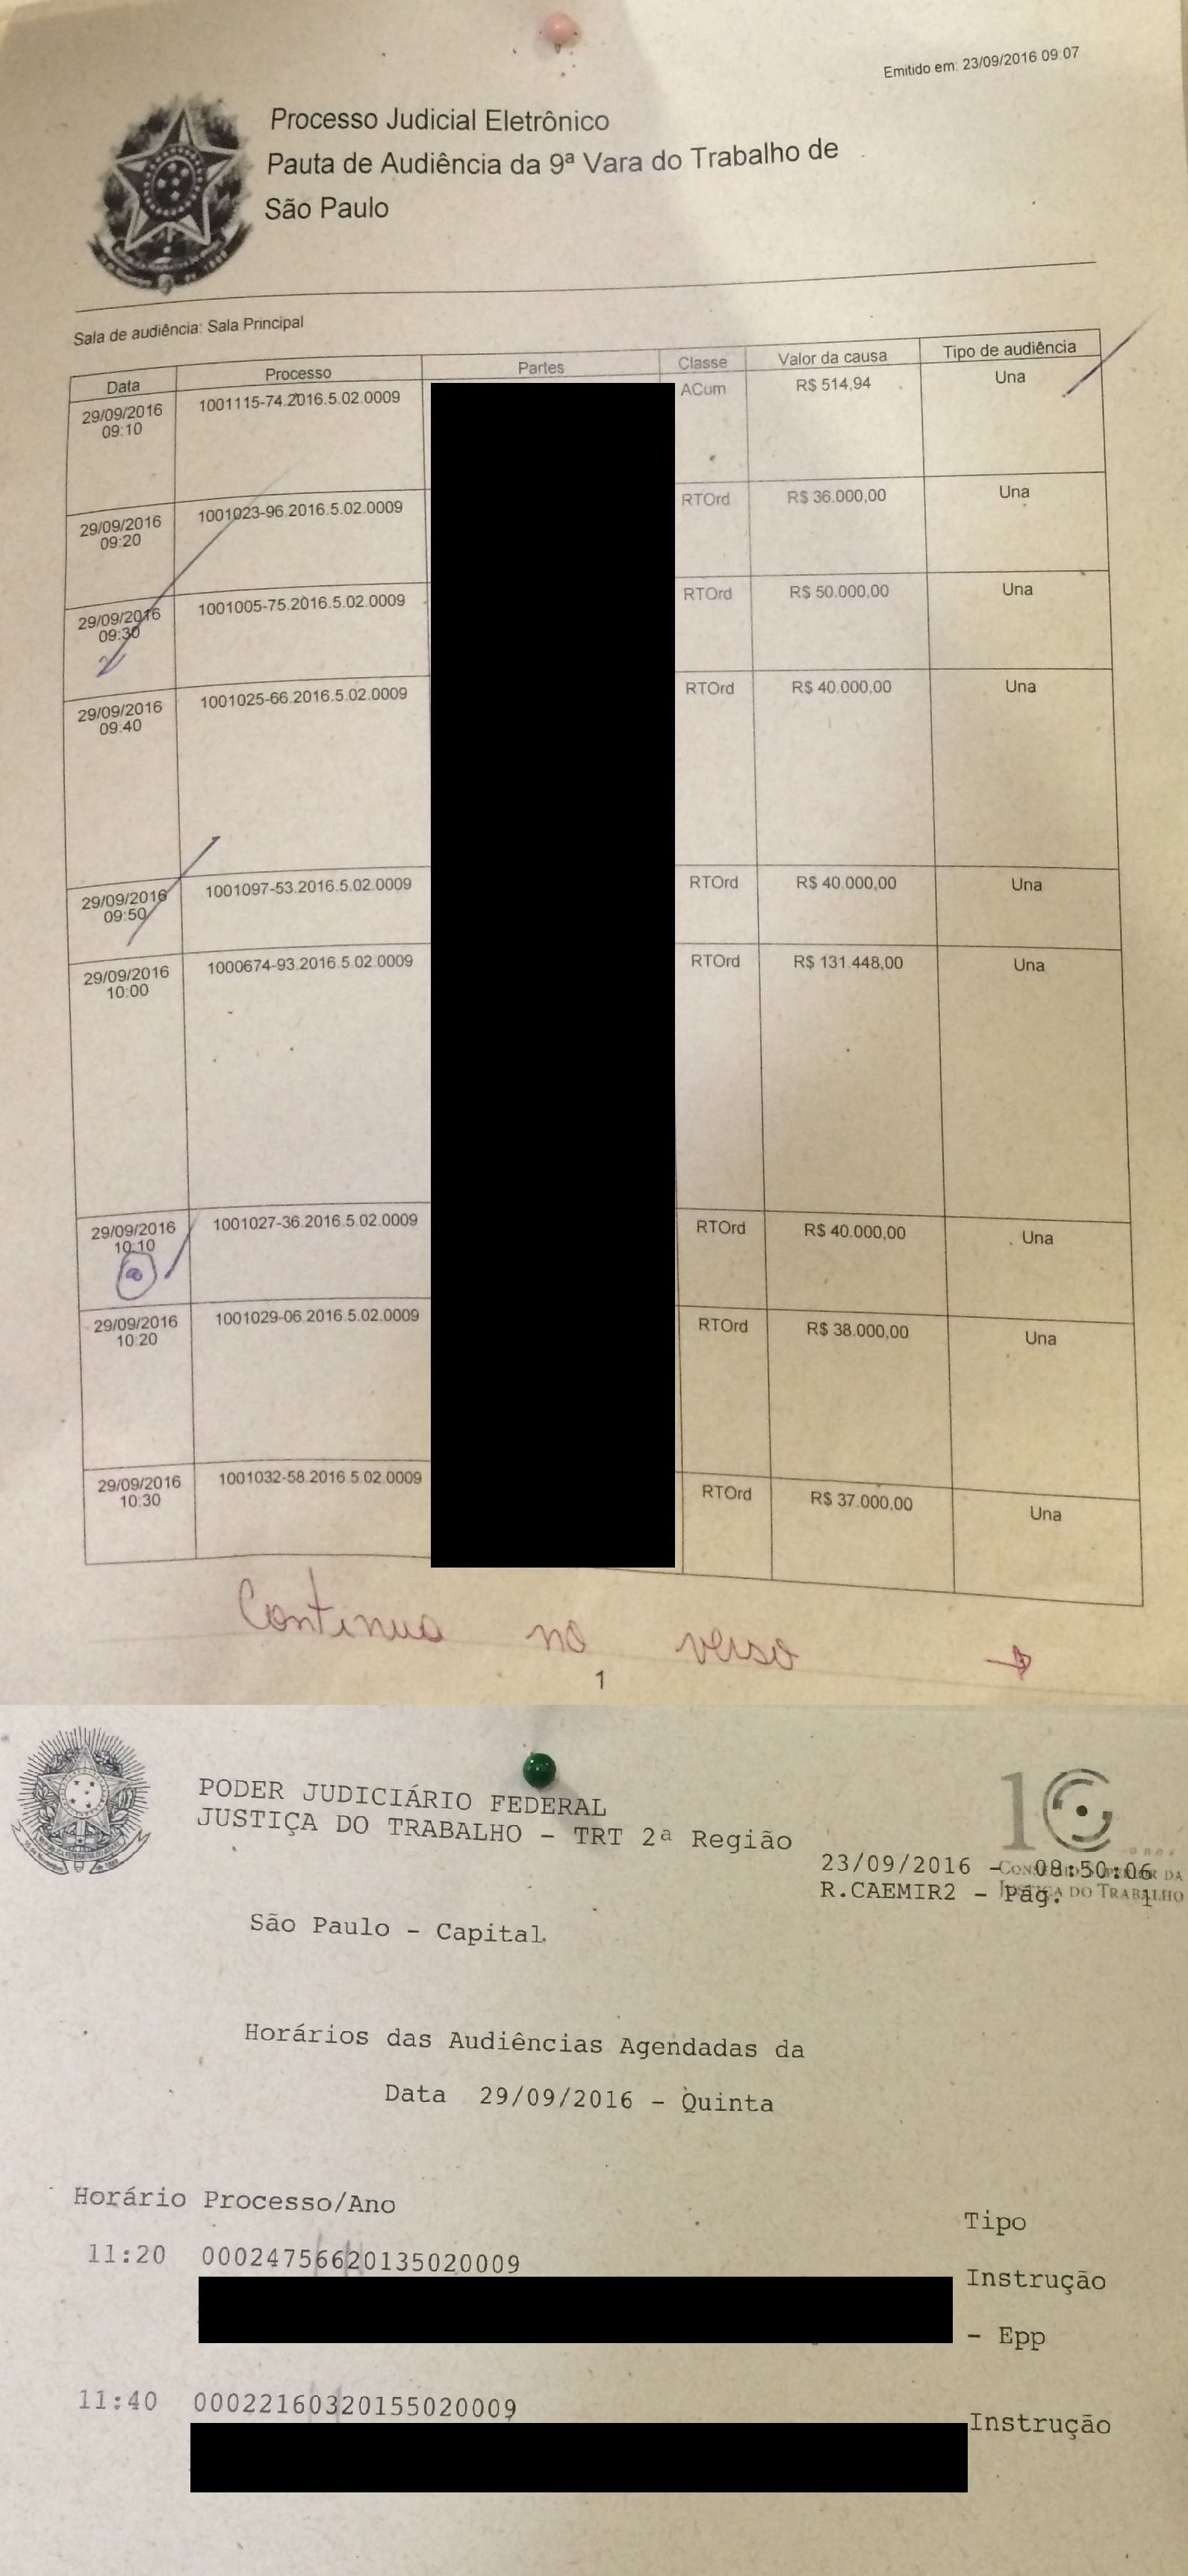 Emitido em: 23/09/2016 09:07
Processo Judicial Eletrônico
Pauta de Audiência da 9ª Vara do Trabalho de
São Paulo
Sala de audiência: Sala Principal
Data Processo Partes Classe Valor da causa Tipo de audiência
29/09/2016 1001115-74.2016.5.02.0009 ACum R$ 514,94 Una
09:10
29/09/2016 1001023-96.2016.5.02.0009 RTOrd R$ 36.000,00 Una
09:20
29/09/2016 1001005-75.2016.5.02.0009 RTOrd R$ 50.000,00 Una
09:30
29/09/2016 1001025-66.2016.5.02.0009 RTOrd R$ 40.000,00 Una
09:40
29/09/2016 1001097-53.2016.5.02.0009 RTOrd R$ 40.000,00 Una
09:50
29/09/2016 1000674-93.2016.5.02.0009 RTOrd R$ 131.448,00 Una
10:00
29/09/2016 1001027-36.2016.5.02.0009 RTOrd R$ 40.000,00 Una
10:10
29/09/2016 1001029-06.2016.5.02.0009 RTOrd R$ 38.000,00 Una
10:20
29/09/2016 1001032-58.2016.5.02.0009 RTOrd R$ 37.000,00 Una
10:30
Continua no verso →
1
PODER JUDICIÁRIO FEDERAL
JUSTIÇA DO TRABALHO - TRT 2ª Região
10 anos
23/09/2016 - 08:50:06
R.CAEMIR2 - Pág. 1
JUSTIÇA DO TRABALHO
São Paulo - Capital
Horários das Audiências Agendadas da
Data 29/09/2016 - Quinta
Horário Processo/Ano Tipo
11:20 00024756620135020009 Instrução
- Epp
11:40 00022160320155020009 Instrução